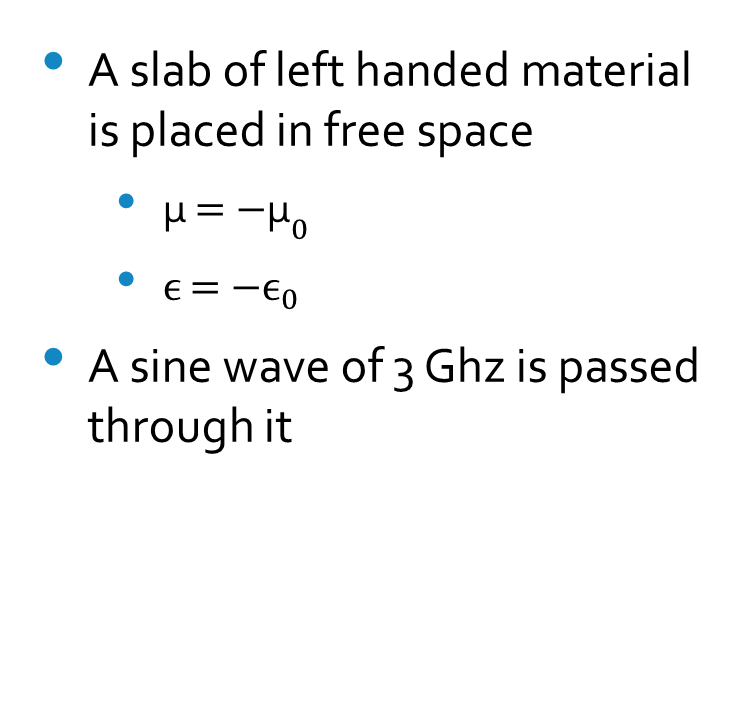 • A slab of left handed material
is placed in free space
• μ = −μ₀
• ϵ = −ϵ₀
• A sine wave of 3 Ghz is passed
through it